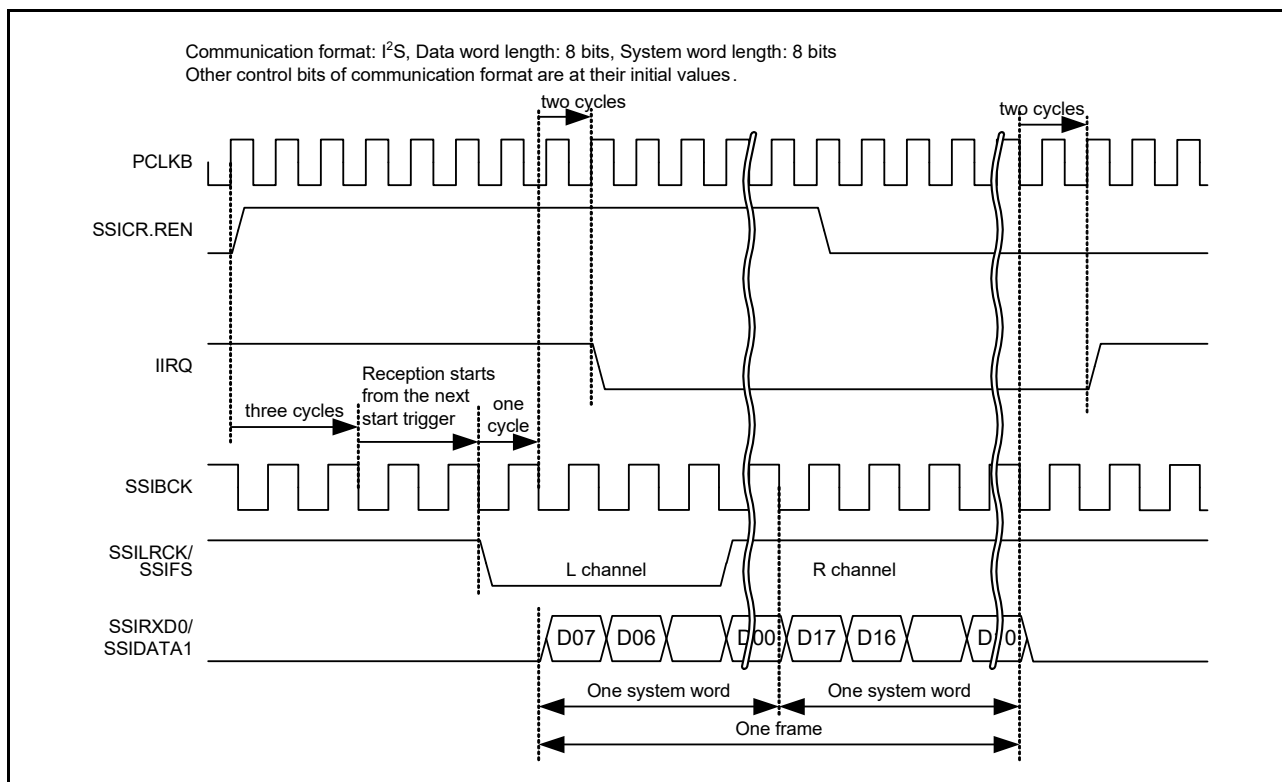 Communication format: I²S, Data word length: 8 bits, System word length: 8 bits
Other control bits of communication format are at their initial values.
two cycles
two cycles
PCLKB
SSICR.REN
IIRQ
Reception starts
from the next
start trigger
three cycles
one
cycle
SSIBCK
SSILRCK/
SSIFS
L channel
R channel
SSIRXD0/
SSIDATA1
D07
D06
D00
D17
D16
One system word
One system word
One frame